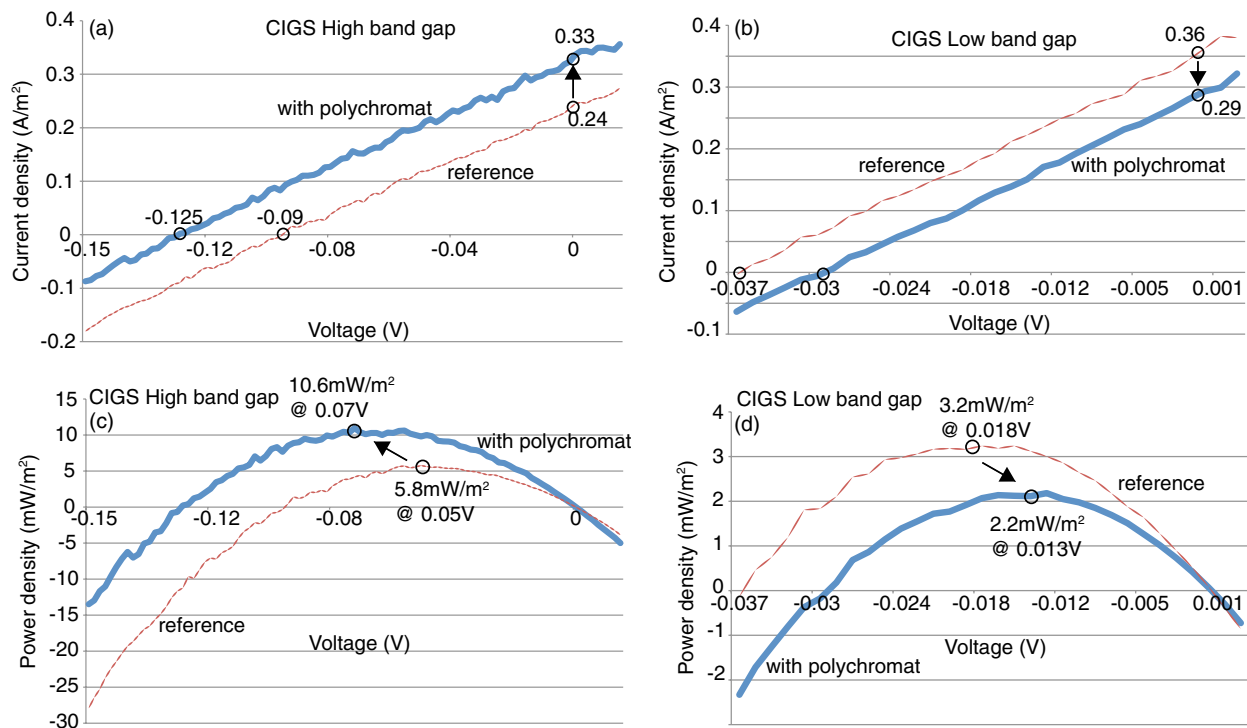 (a)
CIGS High band gap
0.4
0.3
0.2
0.1
0
-0.1
-0.2
Current density (A/m²)
0.33
0.24
with polychromat
reference
-0.125
-0.09
-0.15
-0.12
-0.08
-0.04
0
Voltage (V)
(b)
CIGS Low band gap
0.4
0.3
0.2
0.1
0
-0.1
Current density (A/m²)
0.36
0.29
reference
with polychromat
-0.037
-0.03
-0.024
-0.018
-0.012
-0.005
0.001
Voltage (V)
CIGS High band gap
(c)
15
10
5
0
-5
-10
-15
-20
-25
-30
Power density (mW/m²)
10.6mW/m²
@ 0.07V
with polychromat
5.8mW/m²
@ 0.05V
-0.15
-0.12
-0.08
0
reference
Voltage (V)
CIGS Low band gap
(d)
4
3
2
1
0
-1
-2
Power density (mW/m²)
3.2mW/m²
@ 0.018V
reference
2.2mW/m²
@ 0.013V
-0.037
-0.03
-0.024
-0.018
-0.012
-0.005
0.001
Voltage (V)
with polychromat